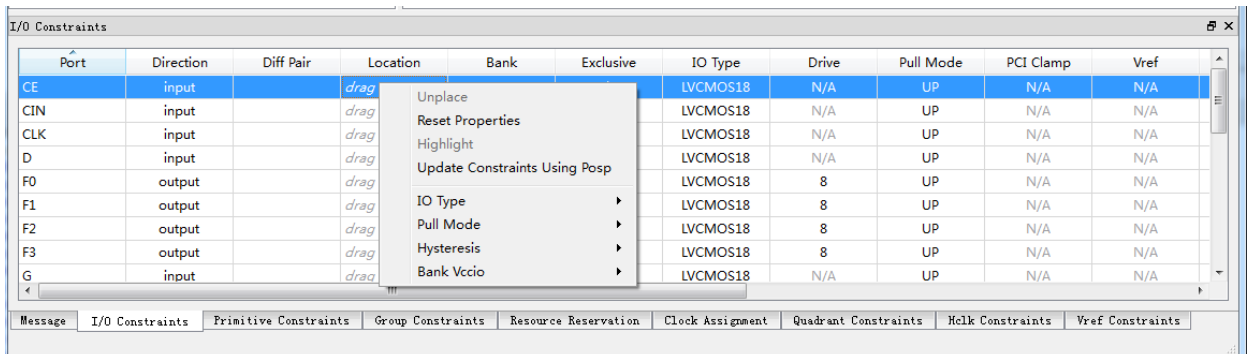 I/O Constraints
Port Direction Diff Pair Location Bank Exclusive IO Type Drive Pull Mode PCI Clamp Vref
CE input drag LVCMOS18 N/A UP N/A N/A
CIN input drag LVCMOS18 N/A UP N/A N/A
CLK input drag LVCMOS18 N/A UP N/A N/A
D input drag LVCMOS18 N/A UP N/A N/A
F0 output drag LVCMOS18 8 UP N/A N/A
F1 output drag LVCMOS18 8 UP N/A N/A
F2 output drag LVCMOS18 8 UP N/A N/A
F3 output drag LVCMOS18 8 UP N/A N/A
G input drag LVCMOS18 N/A UP N/A N/A
Unplace
Reset Properties
Highlight
Update Constraints Using Posp
IO Type
Pull Mode
Hysteresis
Bank Vccio
Message I/O Constraints Primitive Constraints Group Constraints Resource Reservation Clock Assignment Quadrant Constraints Hclk Constraints Vref Constraints